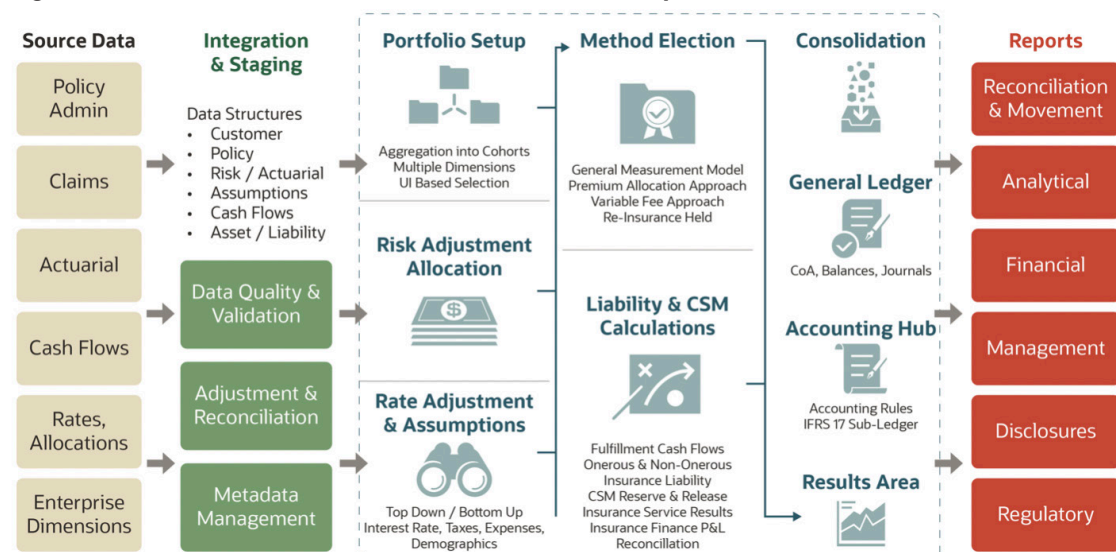 Source Data
Policy
Admin
Claims
Actuarial
Cash Flows
Rates,
Allocations
Enterprise
Dimensions
Integration
& Staging
Data Structures
• Customer
• Policy
• Risk / Actuarial
• Assumptions
• Cash Flows
• Asset / Liability
Data Quality &
Validation
Adjustment &
Reconciliation
Metadata
Management
Portfolio Setup
Aggregation into Cohorts
Multiple Dimensions
UI Based Selection
Risk Adjustment
Allocation
$
Rate Adjustment
& Assumptions
Top Down / Bottom Up
Interest Rate, Taxes, Expenses,
Demographics
Method Election
General Measurement Model
Premium Allocation Approach
Variable Fee Approach
Re-Insurance Held
Liability & CSM
Calculations
Fulfillment Cash Flows
Onerous & Non-Onerous
Insurance Liability
CSM Reserve & Release
Insurance Service Results
Insurance Finance P&L
Reconcillation
Consolidation
General Ledger
CoA, Balances, Journals
Accounting Hub
Accounting Rules
IFRS 17 Sub-Ledger
Results Area
Reports
Reconciliation
& Movement
Analytical
Financial
Management
Disclosures
Regulatory